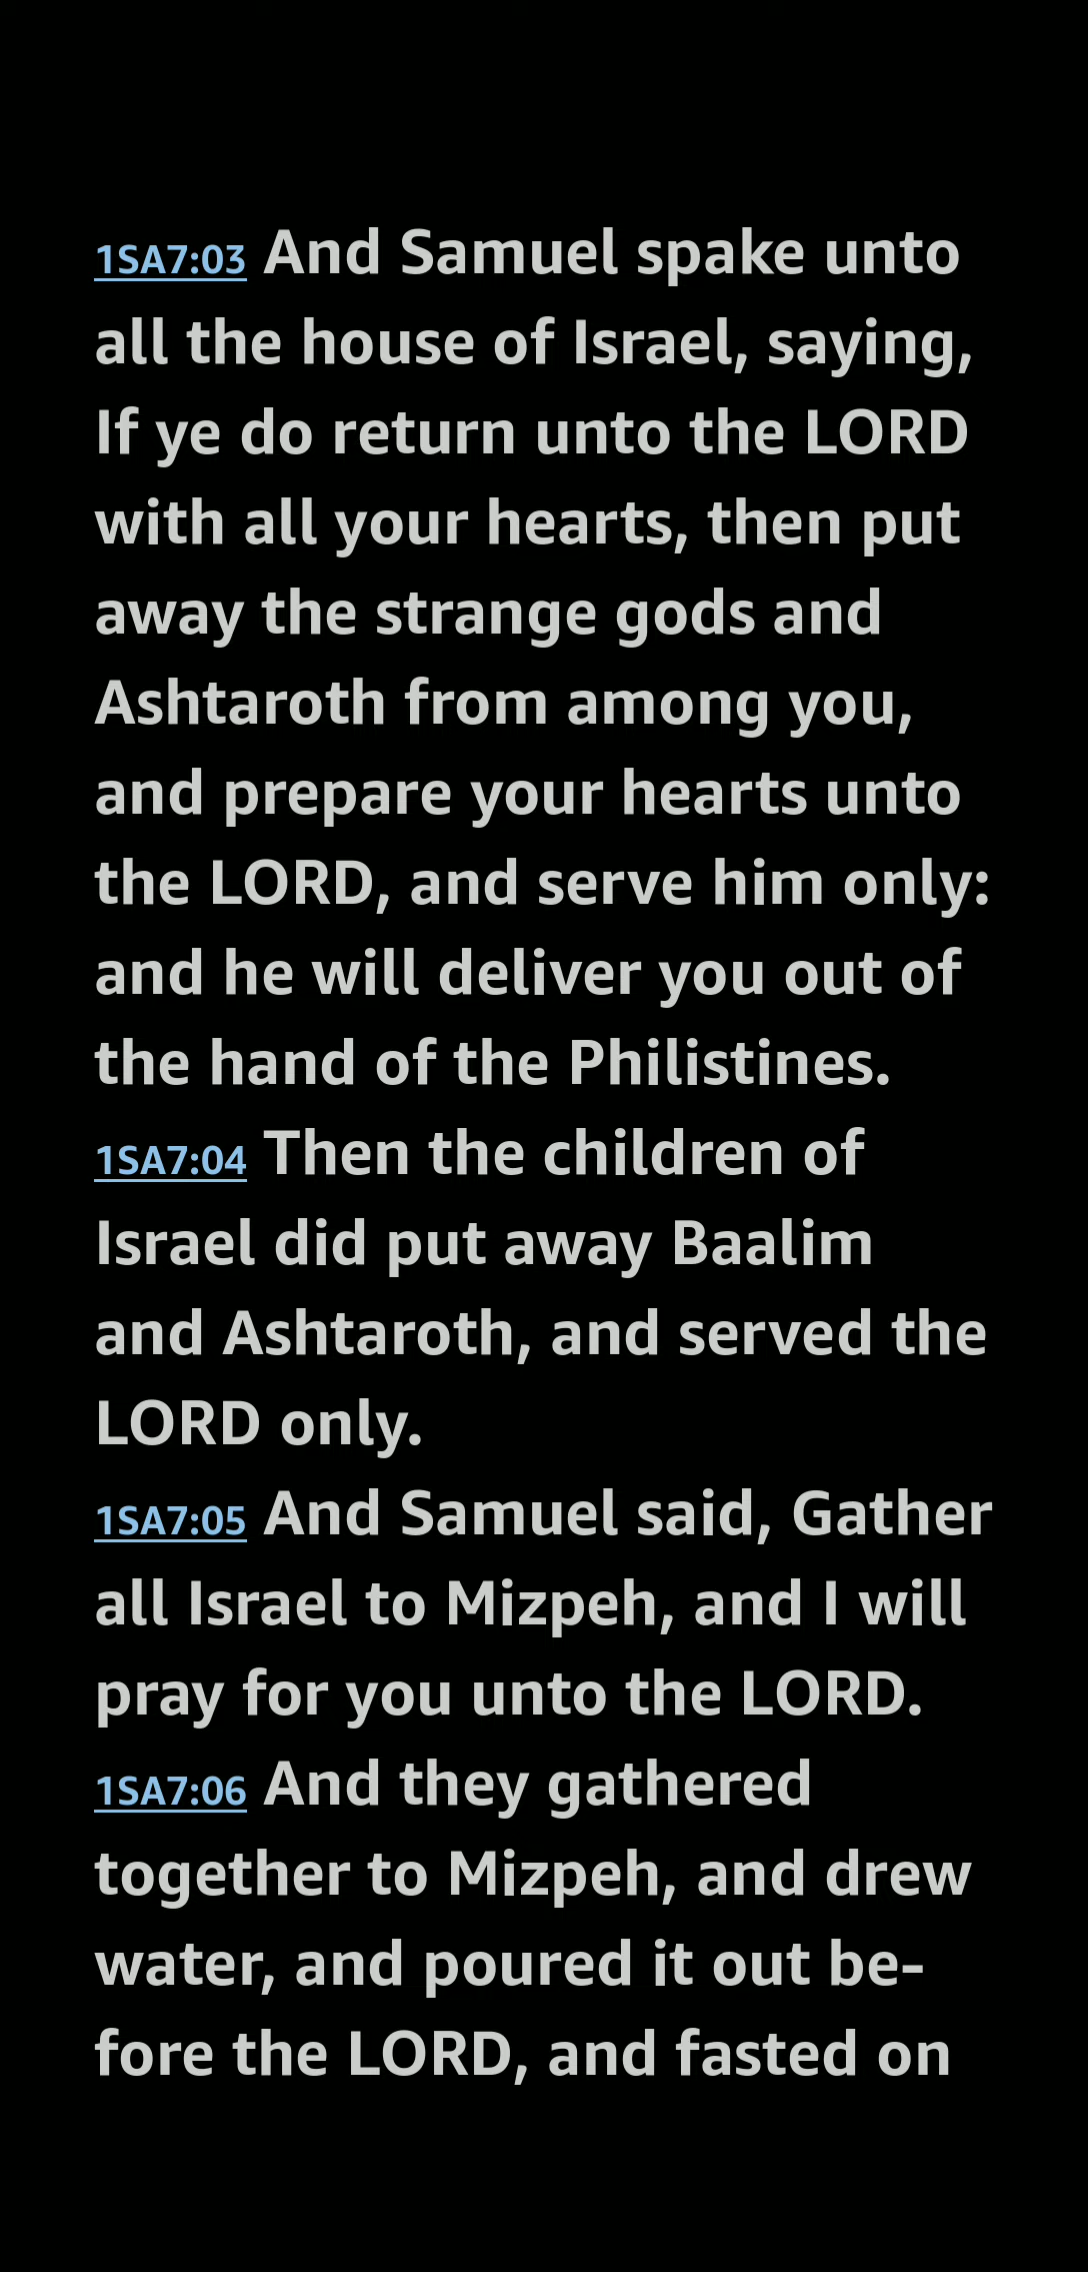 1SA7:03 And Samuel spake unto
all the house of Israel, saying,
If ye do return unto the LORD
with all your hearts, then put
away the strange gods and
Ashtaroth from among you,
and prepare your hearts unto
the LORD, and serve him only:
and he will deliver you out of
the hand of the Philistines.
1SA7:04 Then the children of
Israel did put away Baalim
and Ashtaroth, and served the
LORD only.
1SA7:05 And Samuel said, Gather
all Israel to Mizpeh, and I will
pray for you unto the LORD.
1SA7:06 And they gathered
together to Mizpeh, and drew
water, and poured it out be-
fore the LORD, and fasted on